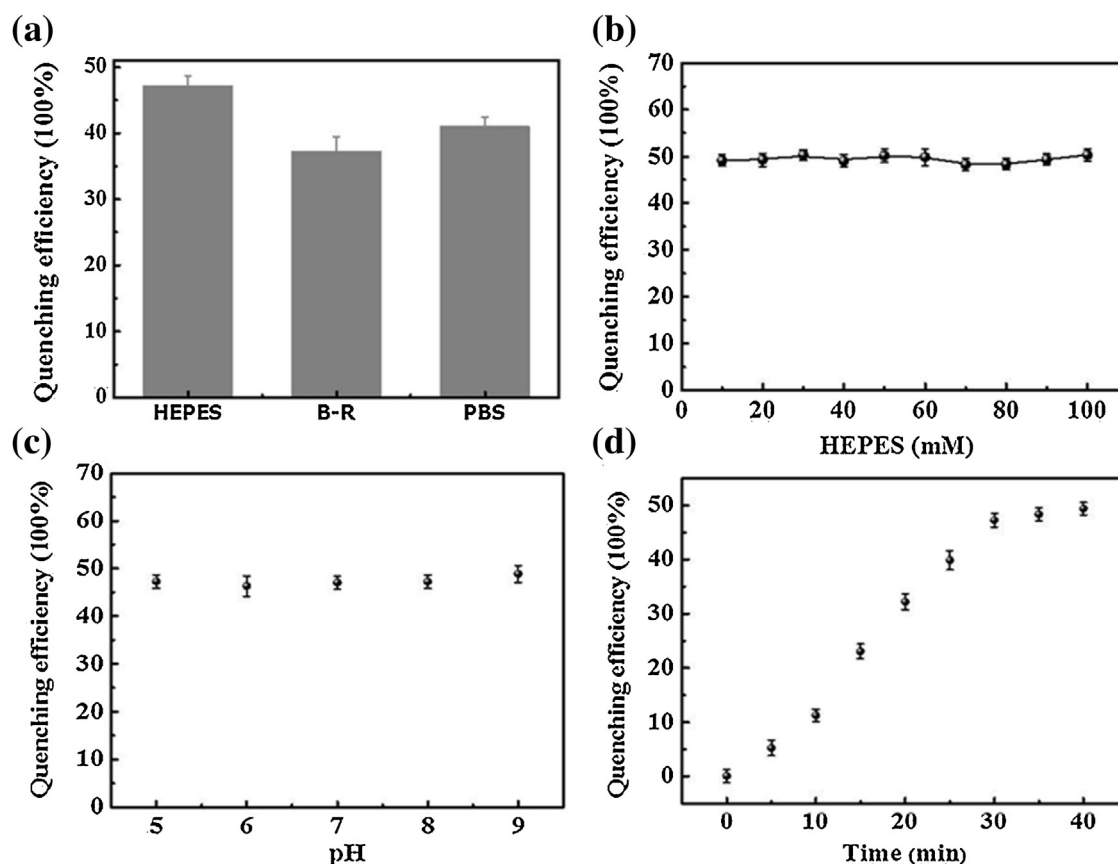 (a)
Quenching efficiency (100%)
50
40
30
20
10
0
HEPES B-R PBS
(b)
Quenching efficiency (100%)
70
60
50
40
30
20
10
0
0 20 40 60 80 100
HEPES (mM)
(c)
Quenching efficiency (100%)
70
60
50
40
30
20
10
0
5 6 7 8 9
pH
(d)
Quenching efficiency (100%)
50
40
30
20
10
0
0 10 20 30 40
Time (min)